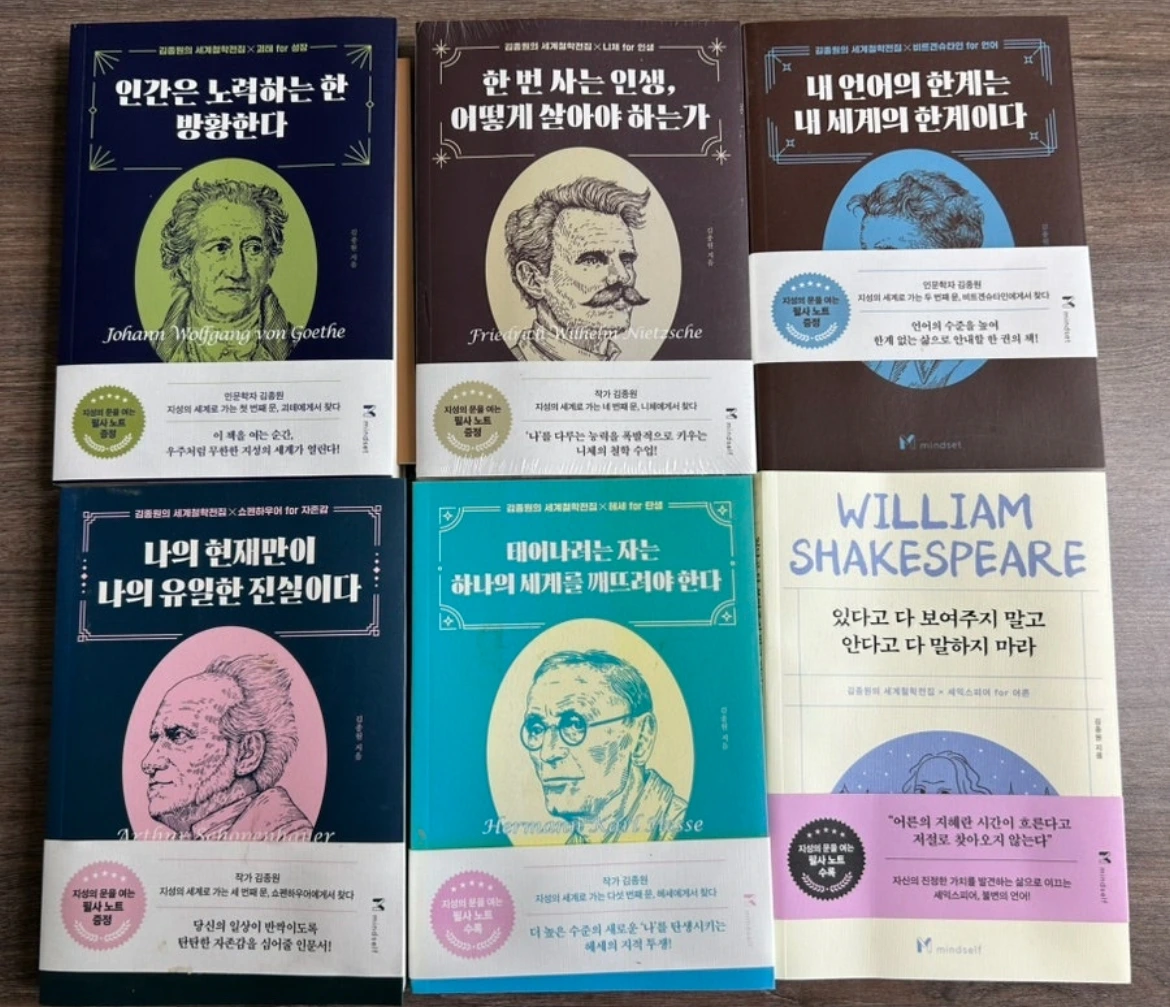 김종원의 세계철학전집×괴테 for 성장
인간은 노력하는 한
방황한다
김종원 지음
Johann Wolfgang von Goethe
지성의 문을 여는
필사 노트
증정
인문학자 김종원
지성의 세계로 가는 첫 번째 문, 괴테에게서 찾다
이 책을 여는 순간,
우주처럼 무한한 지성의 세계가 열린다!
mindset
김종원의 세계철학전집×니체 for 인생
한 번 사는 인생,
어떻게 살아야 하는가
김종원 지음
Friedrich Wilhelm Nietzsche
지성의 문을 여는
필사 노트
증정
작가 김종원
지성의 세계로 가는 네 번째 문, 니체에게서 찾다
'나'를 다루는 능력을 폭발적으로 키우는
니체의 철학 수업!
mindself
김종원의 세계철학전집×비트겐슈타인 for 언어
내 언어의 한계는
내 세계의 한계이다
지성의 문을 여는
필사 노트
증정
인문학자 김종원
지성의 세계로 가는 두 번째 문, 비트겐슈타인에게서 찾다
언어의 수준을 높여
한계 없는 삶으로 안내할 한 권의 책!
mindset
mindset
김종원의 세계철학전집×쇼펜하우어 for 자존감
나의 현재만이
나의 유일한 진실이다
김종원 지음
Arthur Schopenhauer
지성의 문을 여는
필사 노트
증정
작가 김종원
지성의 세계로 가는 세 번째 문, 쇼펜하우어에게서 찾다
당신의 일상이 반짝이도록
탄탄한 자존감을 심어줄 인문서!
mindself
김종원의 세계철학전집×헤세 for 탄생
태어나려는 자는
하나의 세계를 깨뜨려야 한다
김종원 지음
Hermann Karl Hesse
지성의 문을 여는
필사 노트
수록
작가 김종원
지성의 세계로 가는 다섯 번째 문, 헤세에게서 찾다
더 높은 수준의 새로운 '나'를 탄생시키는
헤세의 지적 투쟁!
mindself
WILLIAM
SHAKESPEARE
있다고 다 보여주지 말고
안다고 다 말하지 마라
김종원의 세계철학전집 × 셰익스피어 for 어른
김종원 지음
지성의 문을 여는
필사 노트
수록
"어른의 지혜란 시간이 흐른다고
저절로 찾아오지 않는다"
자신의 진정한 가치를 발견하는 삶으로 이끄는
셰익스피어, 불변의 언어!
mindself
mindself